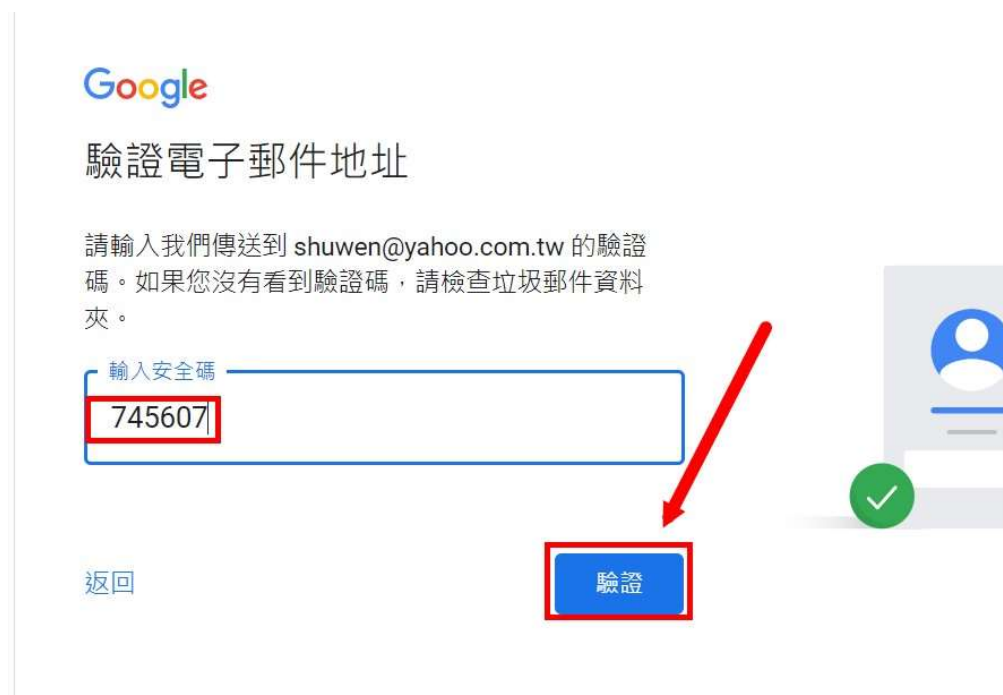 Google
驗證電子郵件地址
請輸入我們傳送到 shuwen@yahoo.com.tw 的驗證
碼。如果您沒有看到驗證碼，請檢查垃圾郵件資料
夾。
輸入安全碼
745607
返回
驗證